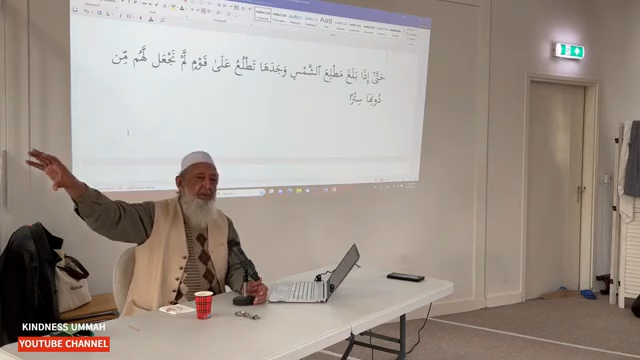 حَتَّىٰٓ إِذَا بَلَغَ مَطْلِعَ ٱلشَّمْسِ وَجَدَهَا تَطْلُعُ عَلَىٰ قَوْمٍ لَّمْ نَجْعَل لَّهُم مِّن
دُونِهَا سِتْرًا
KINDNESS UMMAH
YOUTUBE CHANNEL